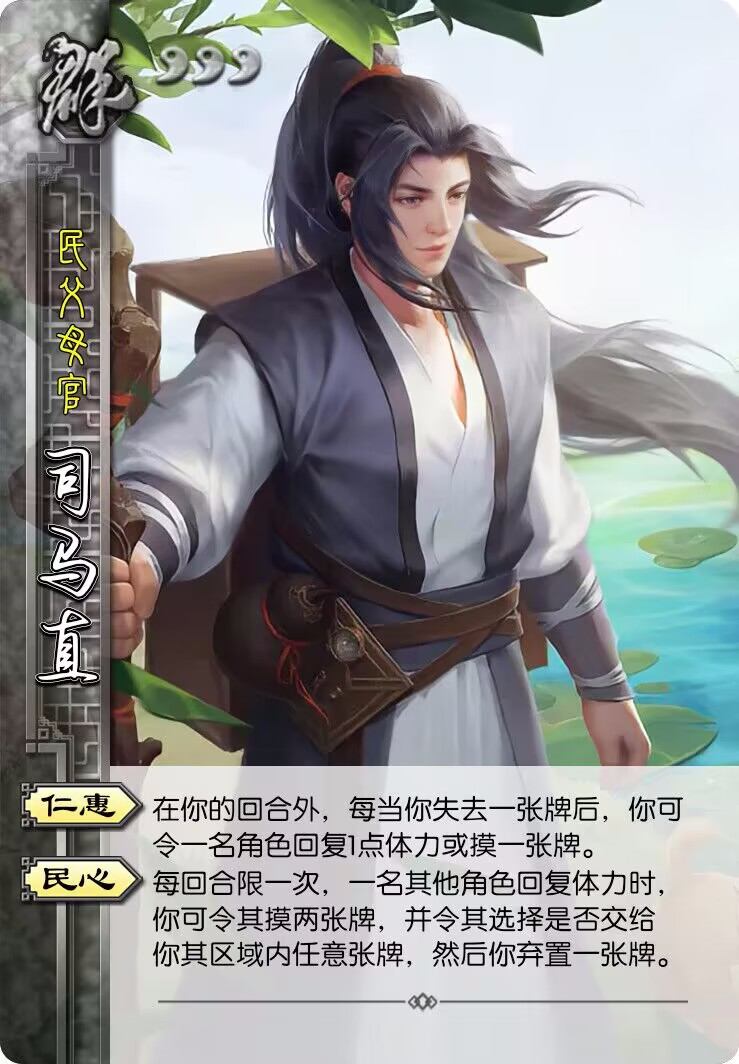 群
民父母官
司马直
仁惠
在你的回合外，每当你失去一张牌后，你可
令一名角色回复1点体力或摸一张牌。
民心
每回合限一次，一名其他角色回复体力时，
你可令其摸两张牌，并令其选择是否交给
你其区域内任意张牌，然后你弃置一张牌。